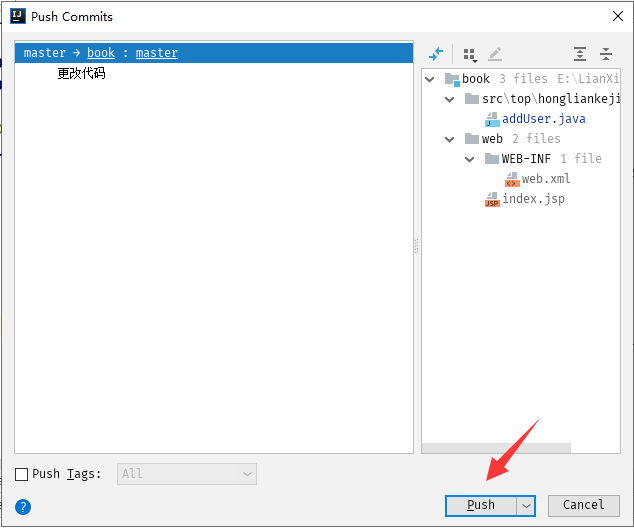 Push Commits
master → book : master
更改代码
book 3 files E:\LianXi
src\top\hongliankeji
addUser.java
web 2 files
WEB-INF 1 file
web.xml
index.jsp
Push Tags: All
Push Cancel